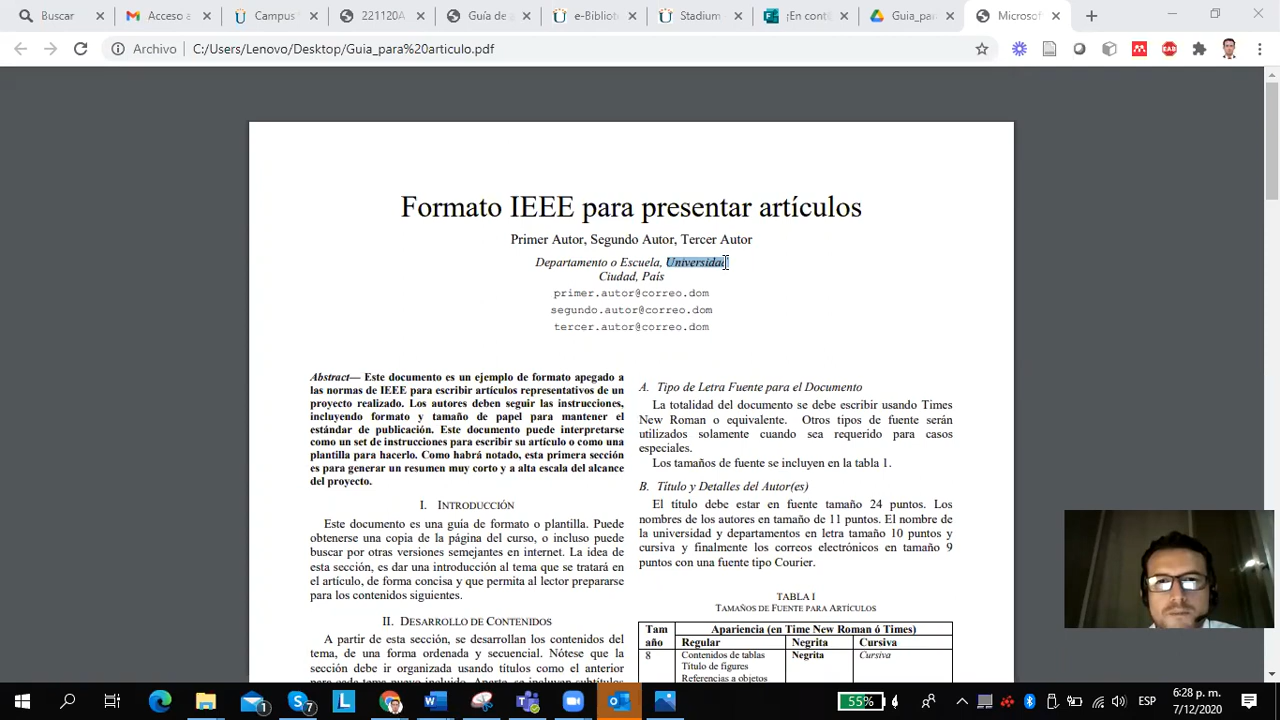 Buscar
Acceso a
Campus
221120A
Guía de
e-Bibliot
Stadium
¡En conti
Guia_par
Microsof
Archivo
C:/Users/Lenovo/Desktop/Guia_para%20articulo.pdf
Formato IEEE para presentar artículos
Primer Autor, Segundo Autor, Tercer Autor
Departamento o Escuela, Universidad
Ciudad, País
primer.autor@correo.dom
segundo.autor@correo.dom
tercer.autor@correo.dom
Abstract— Este documento es un ejemplo de formato apegado a
las normas de IEEE para escribir artículos representativos de un
proyecto realizado. Los autores deben seguir las instrucciones,
incluyendo formato y tamaño de papel para mantener el
estándar de publicación. Este documento puede interpretarse
como un set de instrucciones para escribir su artículo o como una
plantilla para hacerlo. Como habrá notado, esta primera sección
es para generar un resumen muy corto y a alta escala del alcance
del proyecto.
I. INTRODUCCIÓN
Este documento es una guía de formato o plantilla. Puede
obtenerse una copia de la página del curso, o incluso puede
buscar por otras versiones semejantes en internet. La idea de
esta sección, es dar una introducción al tema que se tratará en
el artículo, de forma concisa y que permita al lector prepararse
para los contenidos siguientes.
II. DESARROLLO DE CONTENIDOS
A partir de esta sección, se desarrollan los contenidos del
tema, de una forma ordenada y secuencial. Nótese que la
sección debe ir organizada usando títulos como el anterior
para cada tema nuevo incluido. Aparte, se incluyen subtítulos
A. Tipo de Letra Fuente para el Documento
La totalidad del documento se debe escribir usando Times
New Roman o equivalente. Otros tipos de fuente serán
utilizados solamente cuando sea requerido para casos
especiales.
Los tamaños de fuente se incluyen en la tabla 1.
B. Título y Detalles del Autor(es)
El título debe estar en fuente tamaño 24 puntos. Los
nombres de los autores en tamaño de 11 puntos. El nombre de
la universidad y departamentos en letra tamaño 10 puntos y
cursiva y finalmente los correos electrónicos en tamaño 9
puntos con una fuente tipo Courier.
TABLA I
TAMAÑOS DE FUENTE PARA ARTÍCULOS
Tam
año
Apariencia (en Time New Roman ó Times)
Regular Negrita Cursiva
8 Contenidos de tablas Negrita Cursiva
Titulo de figures
Referencias a objetos
55%
ESP
6:28 p. m.
7/12/2020